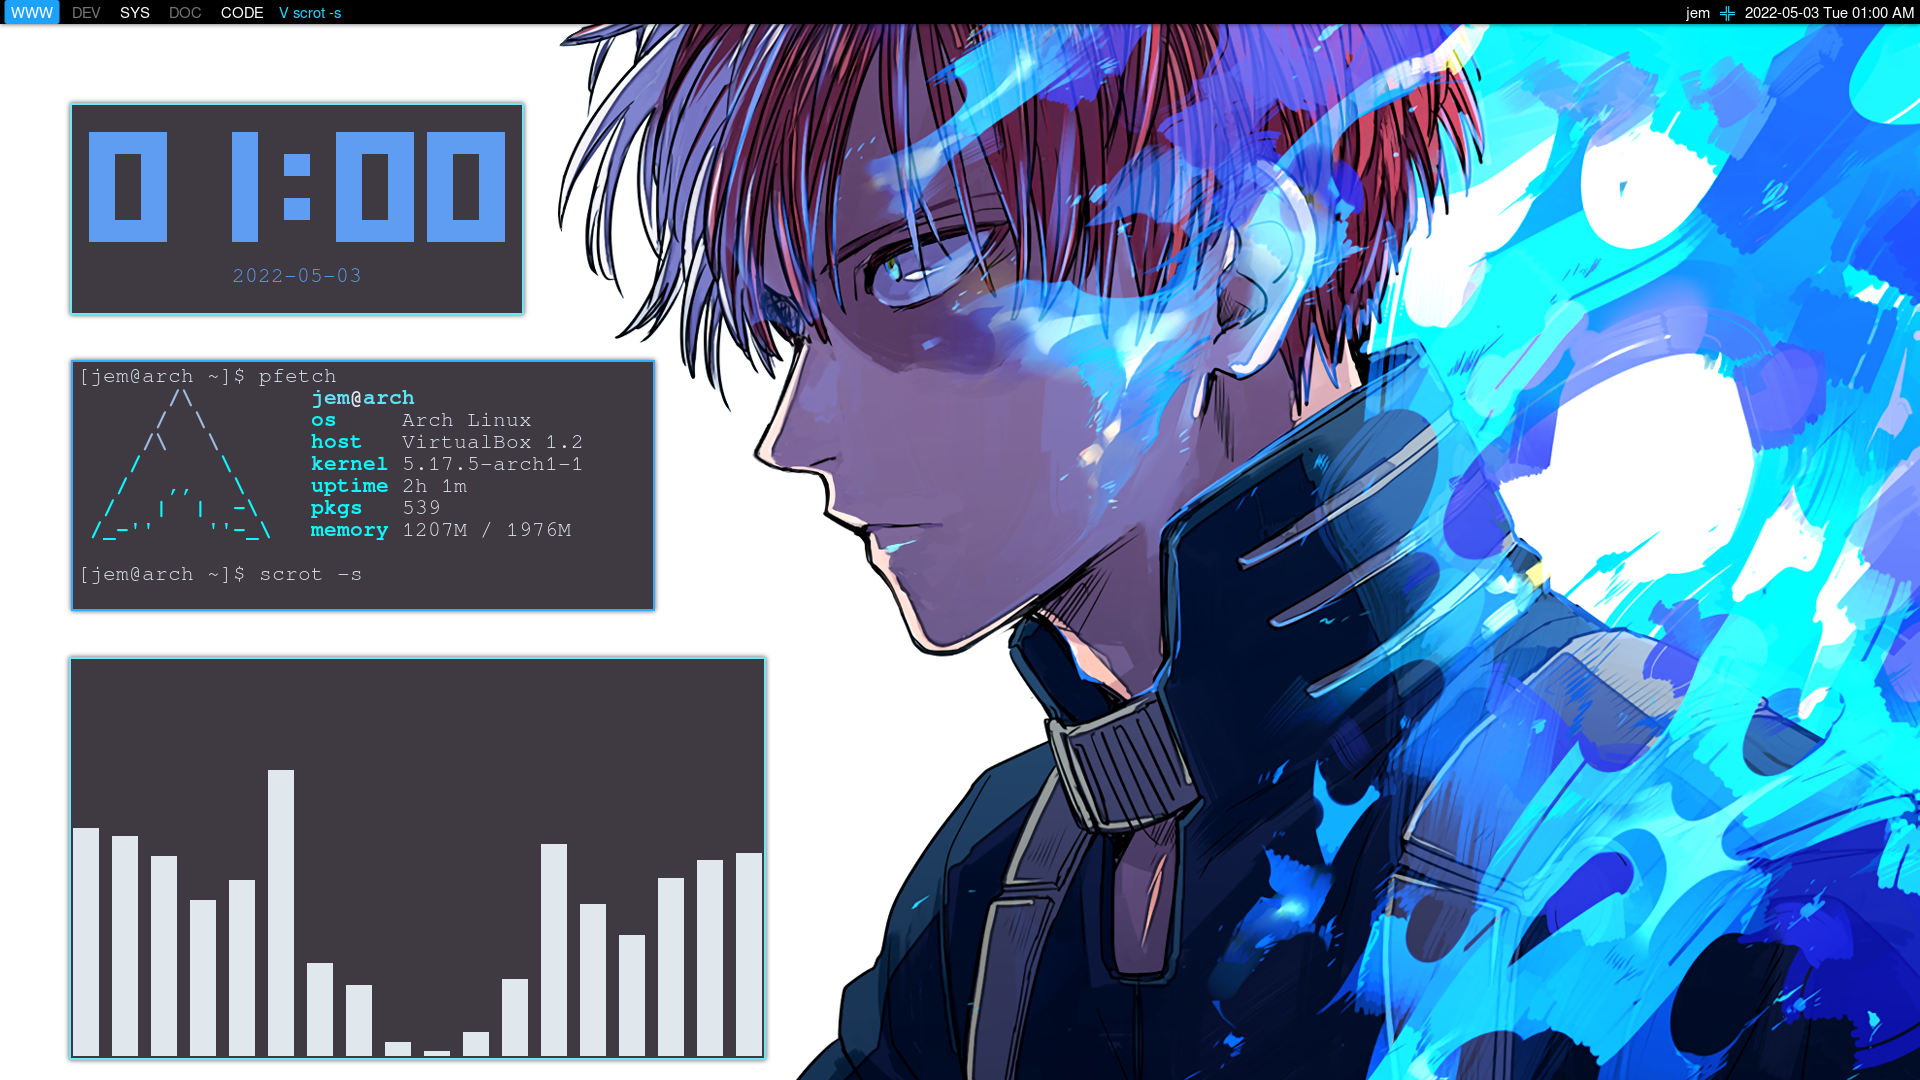 WWW DEV SYS DOC CODE V scrot -s jem 2022-05-03 Tue 01:00 AM
01:00
2022-05-03
[jem@arch ~]$ pfetch
jem@arch
os Arch Linux
host VirtualBox 1.2
kernel 5.17.5-arch1-1
uptime 2h 1m
pkgs 539
memory 1207M / 1976M
[jem@arch ~]$ scrot -s